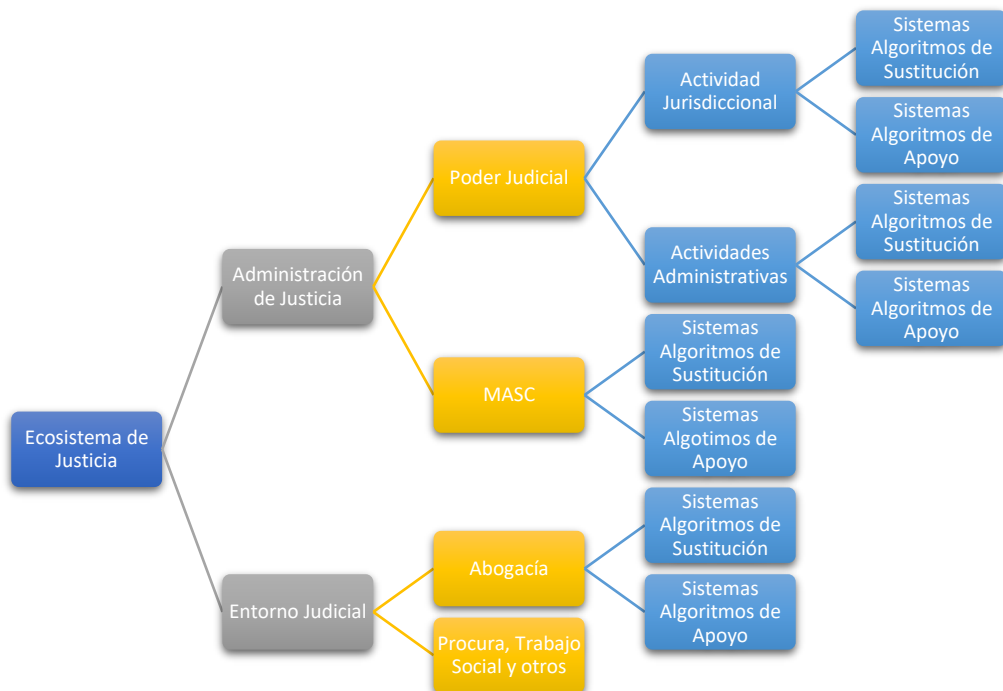 Ecosistema de
Justicia
Administración
de Justicia
Poder Judicial
Actividad
Jurisdiccional
Sistemas
Algoritmos de
Sustitución
Sistemas
Algoritmos de
Apoyo
Actividades
Administrativas
Sistemas
Algoritmos de
Sustitución
Sistemas
Algoritmos de
Apoyo
MASC
Sistemas
Algoritmos de
Sustitución
Sistemas
Algotimos de
Apoyo
Entorno Judicial
Abogacía
Sistemas
Algoritmos de
Sustitución
Sistemas
Algoritmos de
Apoyo
Procura, Trabajo
Social y otros